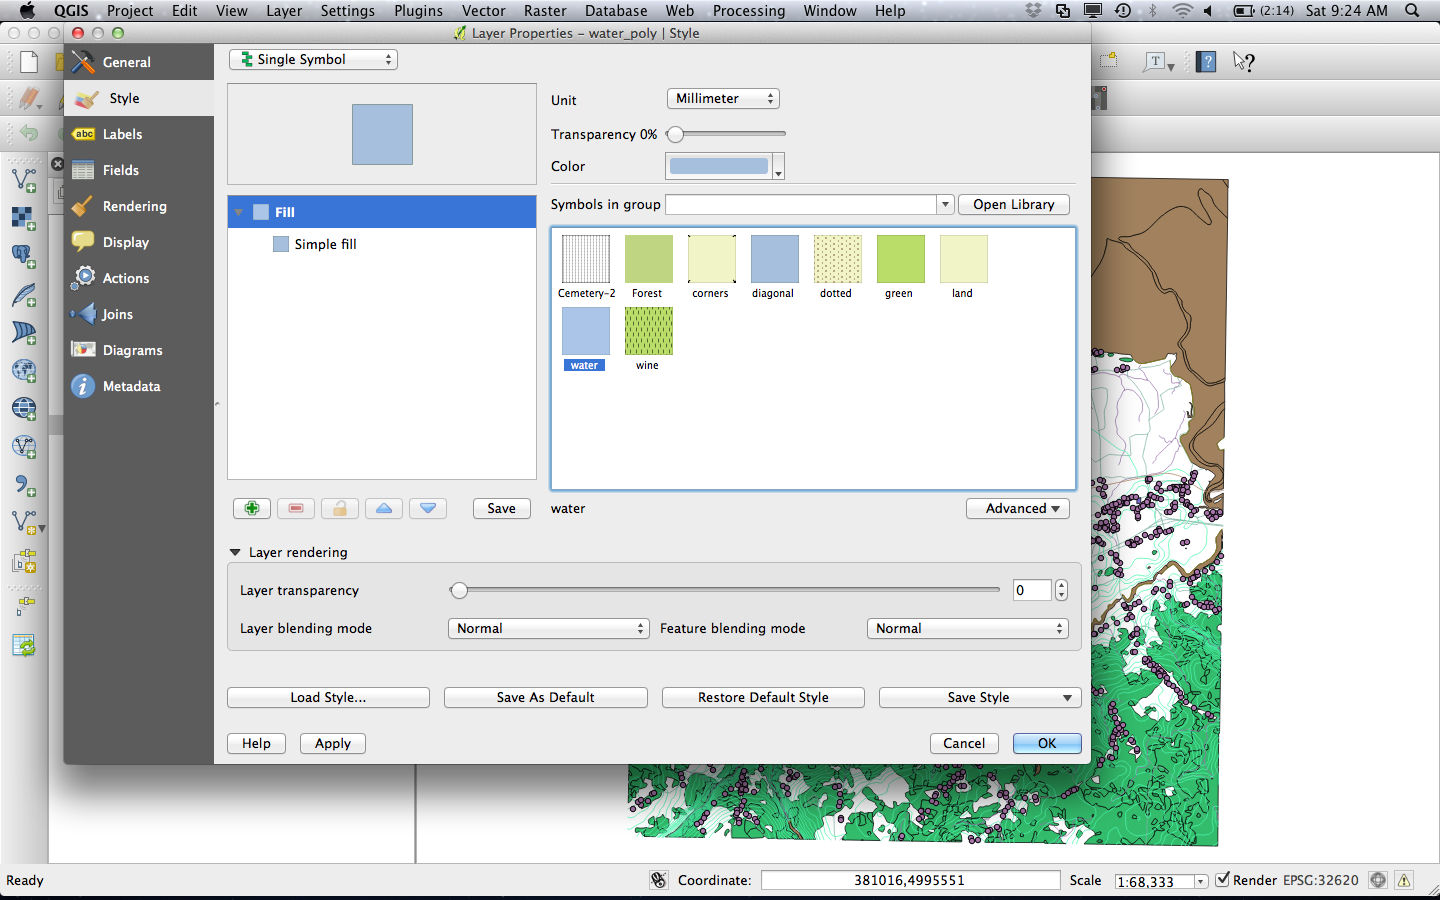 QGIS Project Edit View Layer Settings Plugins Vector Raster Database Web Processing Window Help (2:14) Sat 9:24 AM
Layer Properties - water_poly | Style
General
Style
abc Labels
Fields
Rendering
Display
Actions
Joins
Diagrams
Metadata
Single Symbol
Unit Millimeter
Transparency 0%
Color
Fill
Simple fill
Symbols in group Open Library
Cemetery-2 Forest corners diagonal dotted green land
water wine
Save water Advanced
Layer rendering
Layer transparency 0
Layer blending mode Normal Feature blending mode Normal
Load Style... Save As Default Restore Default Style Save Style
Help Apply Cancel OK
Ready Coordinate: 381016,4995551 Scale 1:68,333 Render EPSG:32620